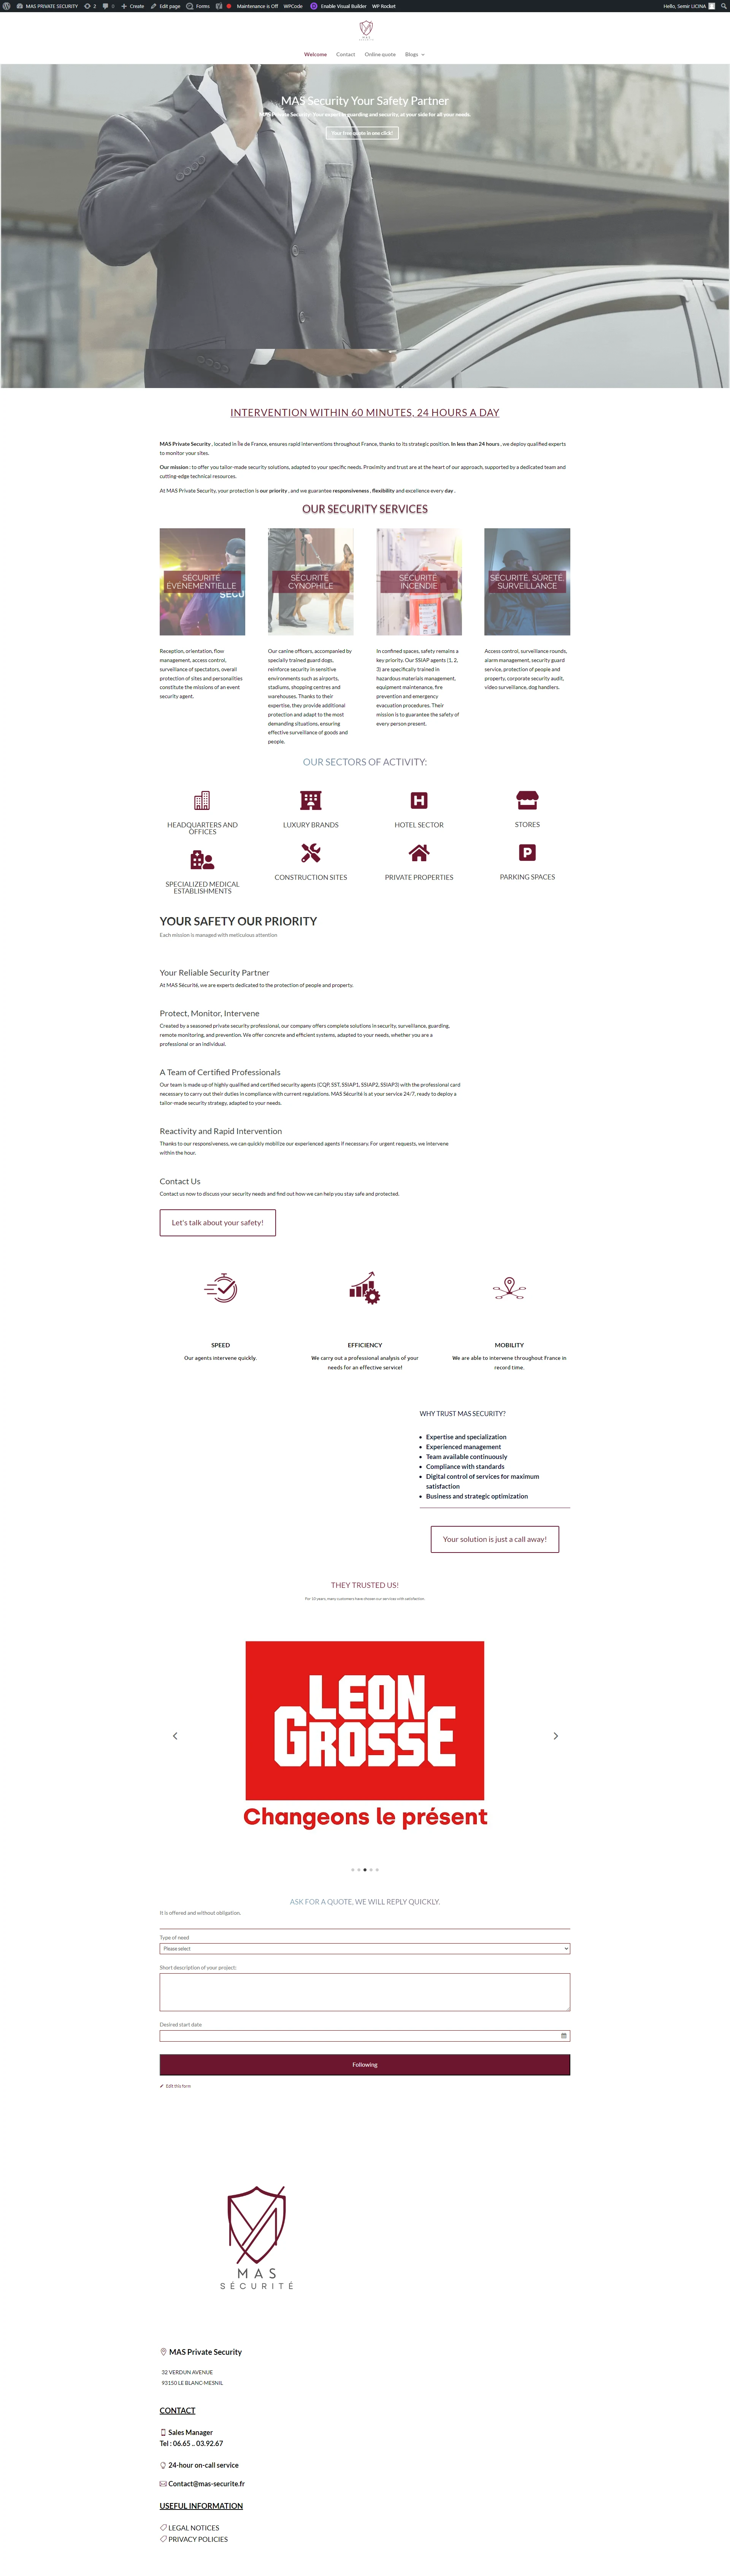 MAS PRIVATE SECURITY
2
0
Create
Edit page
Forms
Maintenance is Off
WPCode
Enable Visual Builder
WP Rocket
Hello, Semir LICINA
MAS
Welcome
Contact
Online quote
Blogs
MAS Security Your Safety Partner
MAS Private Security: Your expert in guarding and security, at your side for all your needs.
Your free quote in one click!
INTERVENTION WITHIN 60 MINUTES, 24 HOURS A DAY
MAS Private Security , located in Île de France, ensures rapid interventions throughout France, thanks to its strategic position. In less than 24 hours , we deploy qualified experts
to monitor your sites.
Our mission : to offer you tailor-made security solutions, adapted to your specific needs. Proximity and trust are at the heart of our approach, supported by a dedicated team and
cutting-edge technical resources.
At MAS Private Security, your protection is our priority , and we guarantee responsiveness , flexibility and excellence every day .
OUR SECURITY SERVICES
SÉCURITÉ
ÉVÉNEMENTIELLE
SÉCU
SÉCURITÉ
CYNOPHILE
SÉCURITÉ
INCENDIE
SÉCURITÉ, SÛRETÉ,
SURVEILLANCE
Reception, orientation, flow
management, access control,
surveillance of spectators, overall
protection of sites and personalities
constitute the missions of an event
security agent.
Our canine officers, accompanied by
specially trained guard dogs,
reinforce security in sensitive
environments such as airports,
stadiums, shopping centres and
warehouses. Thanks to their
expertise, they provide additional
protection and adapt to the most
demanding situations, ensuring
effective surveillance of goods and
people.
In confined spaces, safety remains a
key priority. Our SSIAP agents (1, 2,
3) are specifically trained in
hazardous materials management,
equipment maintenance, fire
prevention and emergency
evacuation procedures. Their
mission is to guarantee the safety of
every person present.
Access control, surveillance rounds,
alarm management, security guard
service, protection of people and
property, corporate security audit,
video surveillance, dog handlers.
OUR SECTORS OF ACTIVITY:
HEADQUARTERS AND
OFFICES
LUXURY BRANDS
HOTEL SECTOR
STORES
SPECIALIZED MEDICAL
ESTABLISHMENTS
CONSTRUCTION SITES
PRIVATE PROPERTIES
PARKING SPACES
YOUR SAFETY OUR PRIORITY
Each mission is managed with meticulous attention
Your Reliable Security Partner
At MAS Sécurité, we are experts dedicated to the protection of people and property.
Protect, Monitor, Intervene
Created by a seasoned private security professional, our company offers complete solutions in security, surveillance, guarding,
remote monitoring, and prevention. We offer concrete and efficient systems, adapted to your needs, whether you are a
professional or an individual.
A Team of Certified Professionals
Our team is made up of highly qualified and certified security agents (CQP, SST, SSIAP1, SSIAP2, SSIAP3) with the professional card
necessary to carry out their duties in compliance with current regulations. MAS Sécurité is at your service 24/7, ready to deploy a
tailor-made security strategy, adapted to your needs.
Reactivity and Rapid Intervention
Thanks to our responsiveness, we can quickly mobilize our experienced agents if necessary. For urgent requests, we intervene
within the hour.
Contact Us
Contact us now to discuss your security needs and find out how we can help you stay safe and protected.
Let's talk about your safety!
SPEED
Our agents intervene quickly.
EFFICIENCY
We carry out a professional analysis of your
needs for an effective service!
MOBILITY
We are able to intervene throughout France in
record time.
WHY TRUST MAS SECURITY?
Expertise and specialization
Experienced management
Team available continuously
Compliance with standards
Digital control of services for maximum
satisfaction
Business and strategic optimization
Your solution is just a call away!
THEY TRUSTED US!
For 10 years, many customers have chosen our services with satisfaction
LEON
GROSSE
Changeons le présent
ASK FOR A QUOTE, WE WILL REPLY QUICKLY.
It is offered and without obligation.
Type of need
Please select
Short description of your project:
Desired start date
Following
Edit this form
MAS
SÉCURITÉ
MAS Private Security
32 VERDUN AVENUE
93150 LE BLANC-MESNIL
CONTACT
Sales Manager
Tel : 06.65 .. 03.92.67
24-hour on-call service
Contact@mas-securite.fr
USEFUL INFORMATION
LEGAL NOTICES
PRIVACY POLICIES